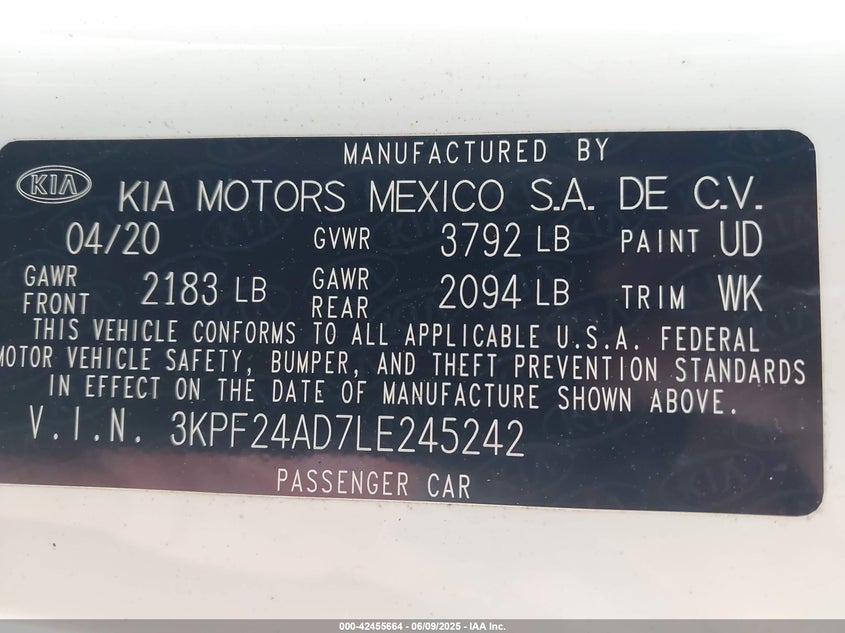 MANUFACTURED BY
KIA KIA MOTORS MEXICO S.A. DE C.V.
04/20 GVWR 3792 LB PAINT UD
GAWR FRONT 2183 LB GAWR REAR 2094 LB TRIM WK
THIS VEHICLE CONFORMS TO ALL APPLICABLE U.S.A. FEDERAL
MOTOR VEHICLE SAFETY, BUMPER, AND THEFT PREVENTION STANDARDS
IN EFFECT ON THE DATE OF MANUFACTURE SHOWN ABOVE.
V.I.N. 3KPF24AD7LE245242
PASSENGER CAR
000-42455664 - 06/09/2025 - IAA Inc.